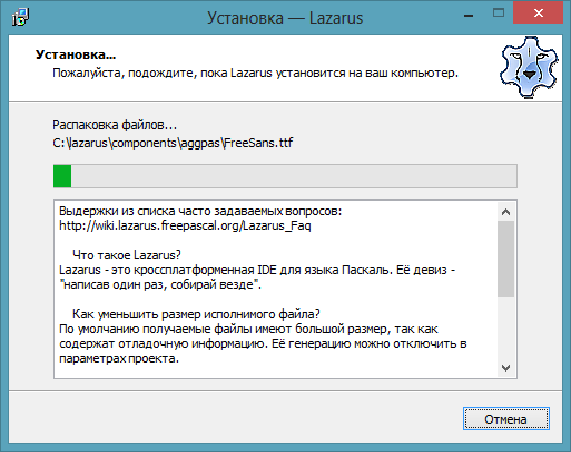 Установка — Lazarus
Установка...
Пожалуйста, подождите, пока Lazarus установится на ваш компьютер.
Распаковка файлов...
C:\lazarus\components\aggpas\FreeSans.ttf
Выдержки из списка часто задаваемых вопросов:
http://wiki.lazarus.freepascal.org/Lazarus_Faq
Что такое Lazarus?
Lazarus - это кроссплатформенная IDE для языка Паскаль. Её девиз -
"написав один раз, собирай везде".
Как уменьшить размер исполнимого файла?
По умолчанию получаемые файлы имеют большой размер, так как
содержат отладочную информацию. Её генерацию можно отключить в
параметрах проекта.
Отмена